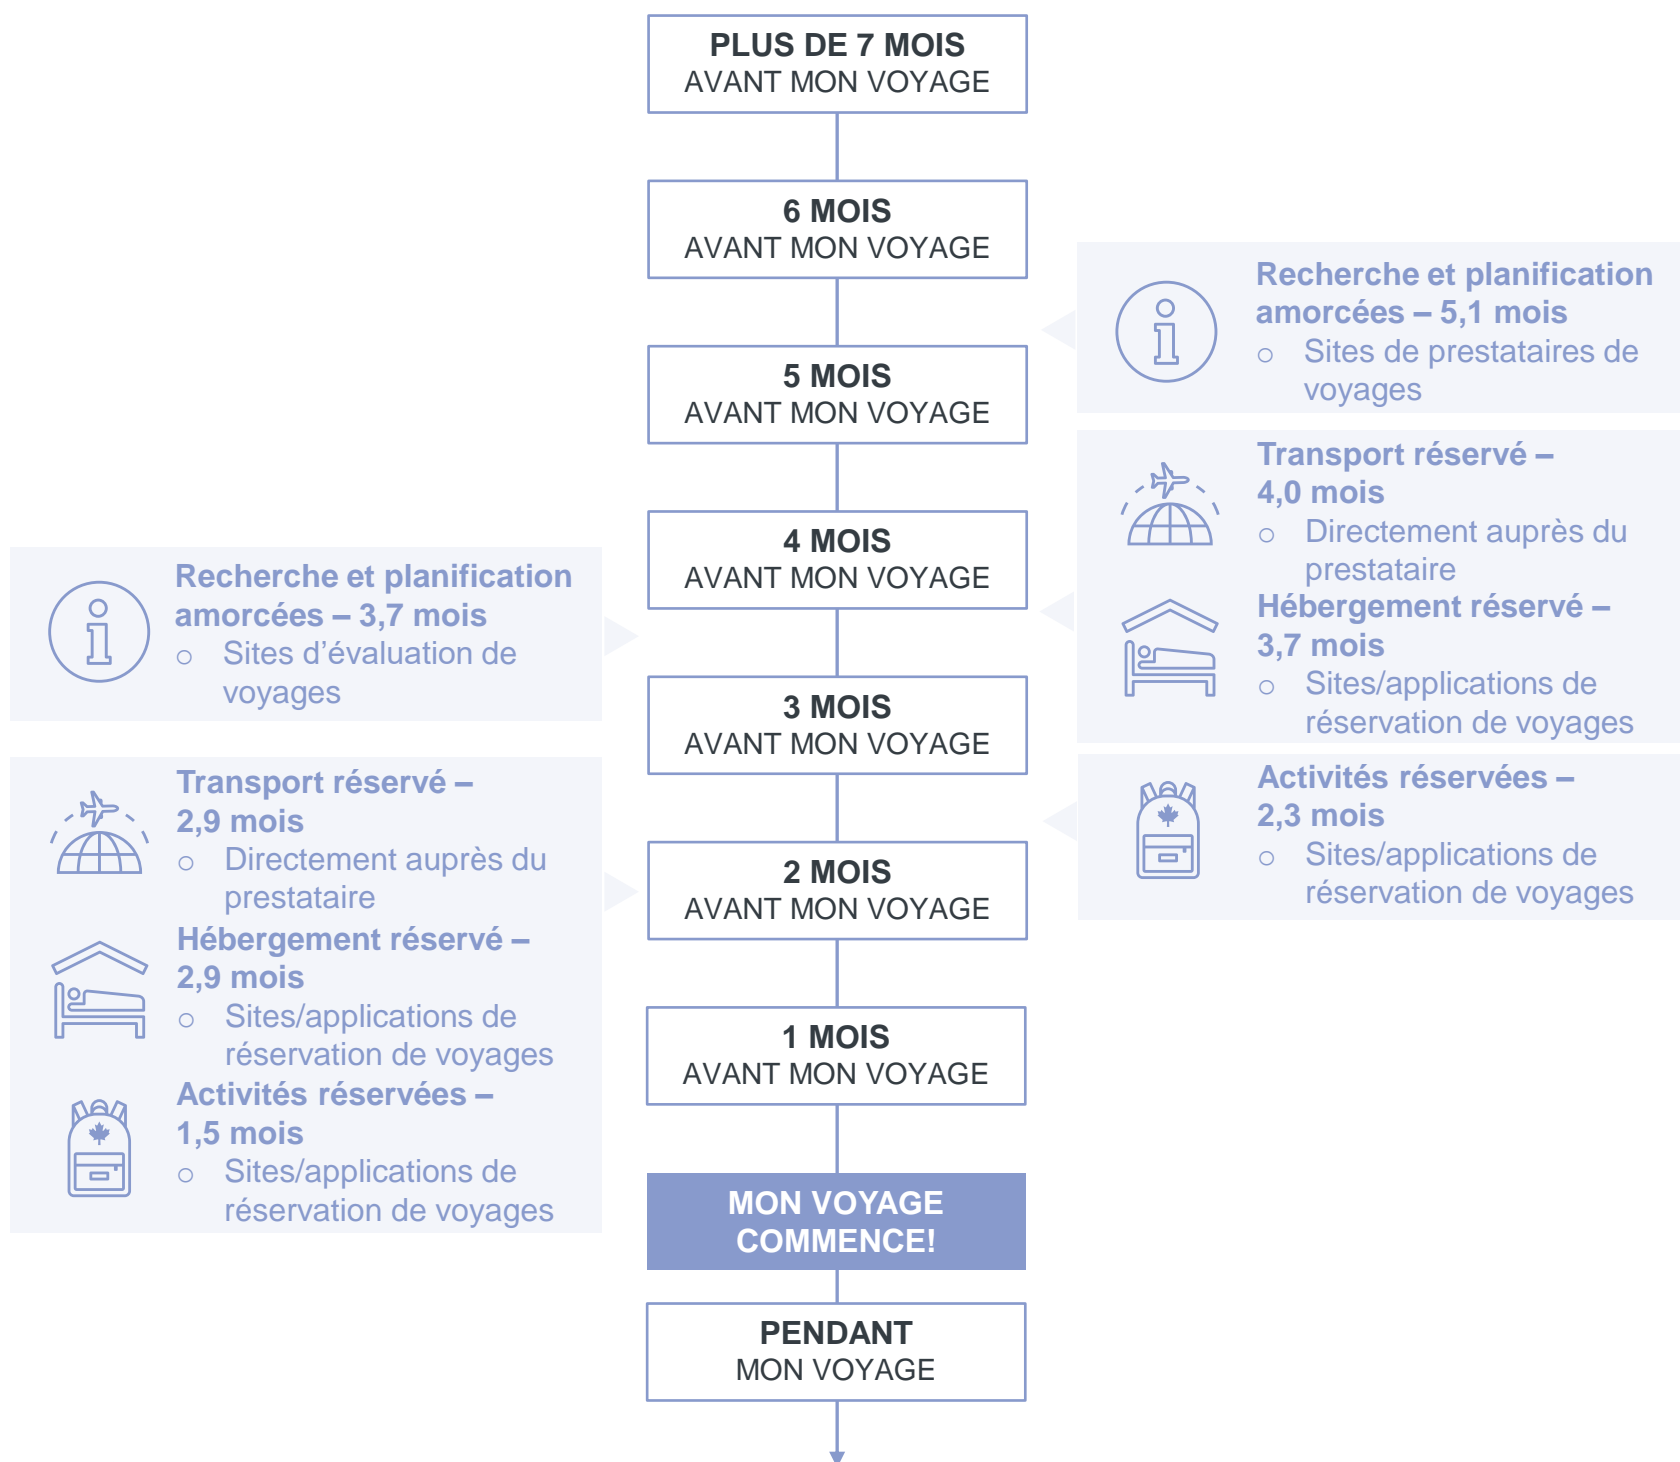 PLUS DE 7 MOIS
AVANT MON VOYAGE
6 MOIS
AVANT MON VOYAGE
5 MOIS
AVANT MON VOYAGE
4 MOIS
AVANT MON VOYAGE
3 MOIS
AVANT MON VOYAGE
2 MOIS
AVANT MON VOYAGE
1 MOIS
AVANT MON VOYAGE
MON VOYAGE
COMMENCE!
PENDANT
MON VOYAGE
Recherche et planification
amorcées – 3,7 mois
○ Sites d’évaluation de
voyages
Transport réservé –
2,9 mois
○ Directement auprès du
prestataire
Hébergement réservé –
2,9 mois
○ Sites/applications de
réservation de voyages
Activités réservées –
1,5 mois
○ Sites/applications de
réservation de voyages
Recherche et planification
amorcées – 5,1 mois
○ Sites de prestataires de
voyages
Transport réservé –
4,0 mois
○ Directement auprès du
prestataire
Hébergement réservé –
3,7 mois
○ Sites/applications de
réservation de voyages
Activités réservées –
2,3 mois
○ Sites/applications de
réservation de voyages